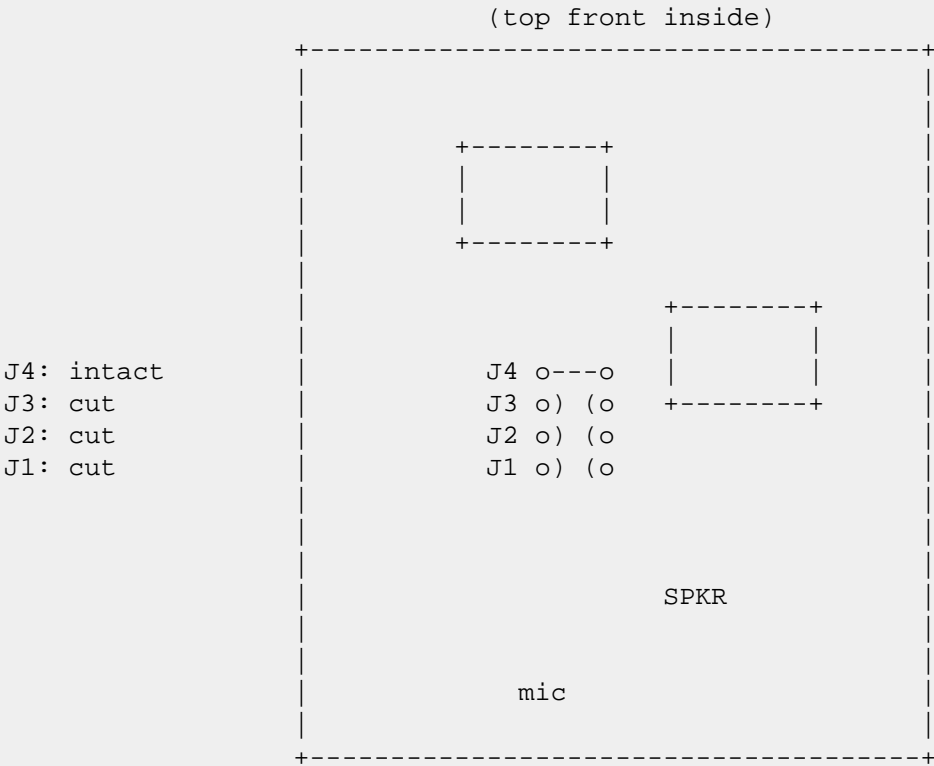 (top front inside)
J4: intact J4 o---o
J3: cut J3 o) (o
J2: cut J2 o) (o
J1: cut J1 o) (o
SPKR
mic